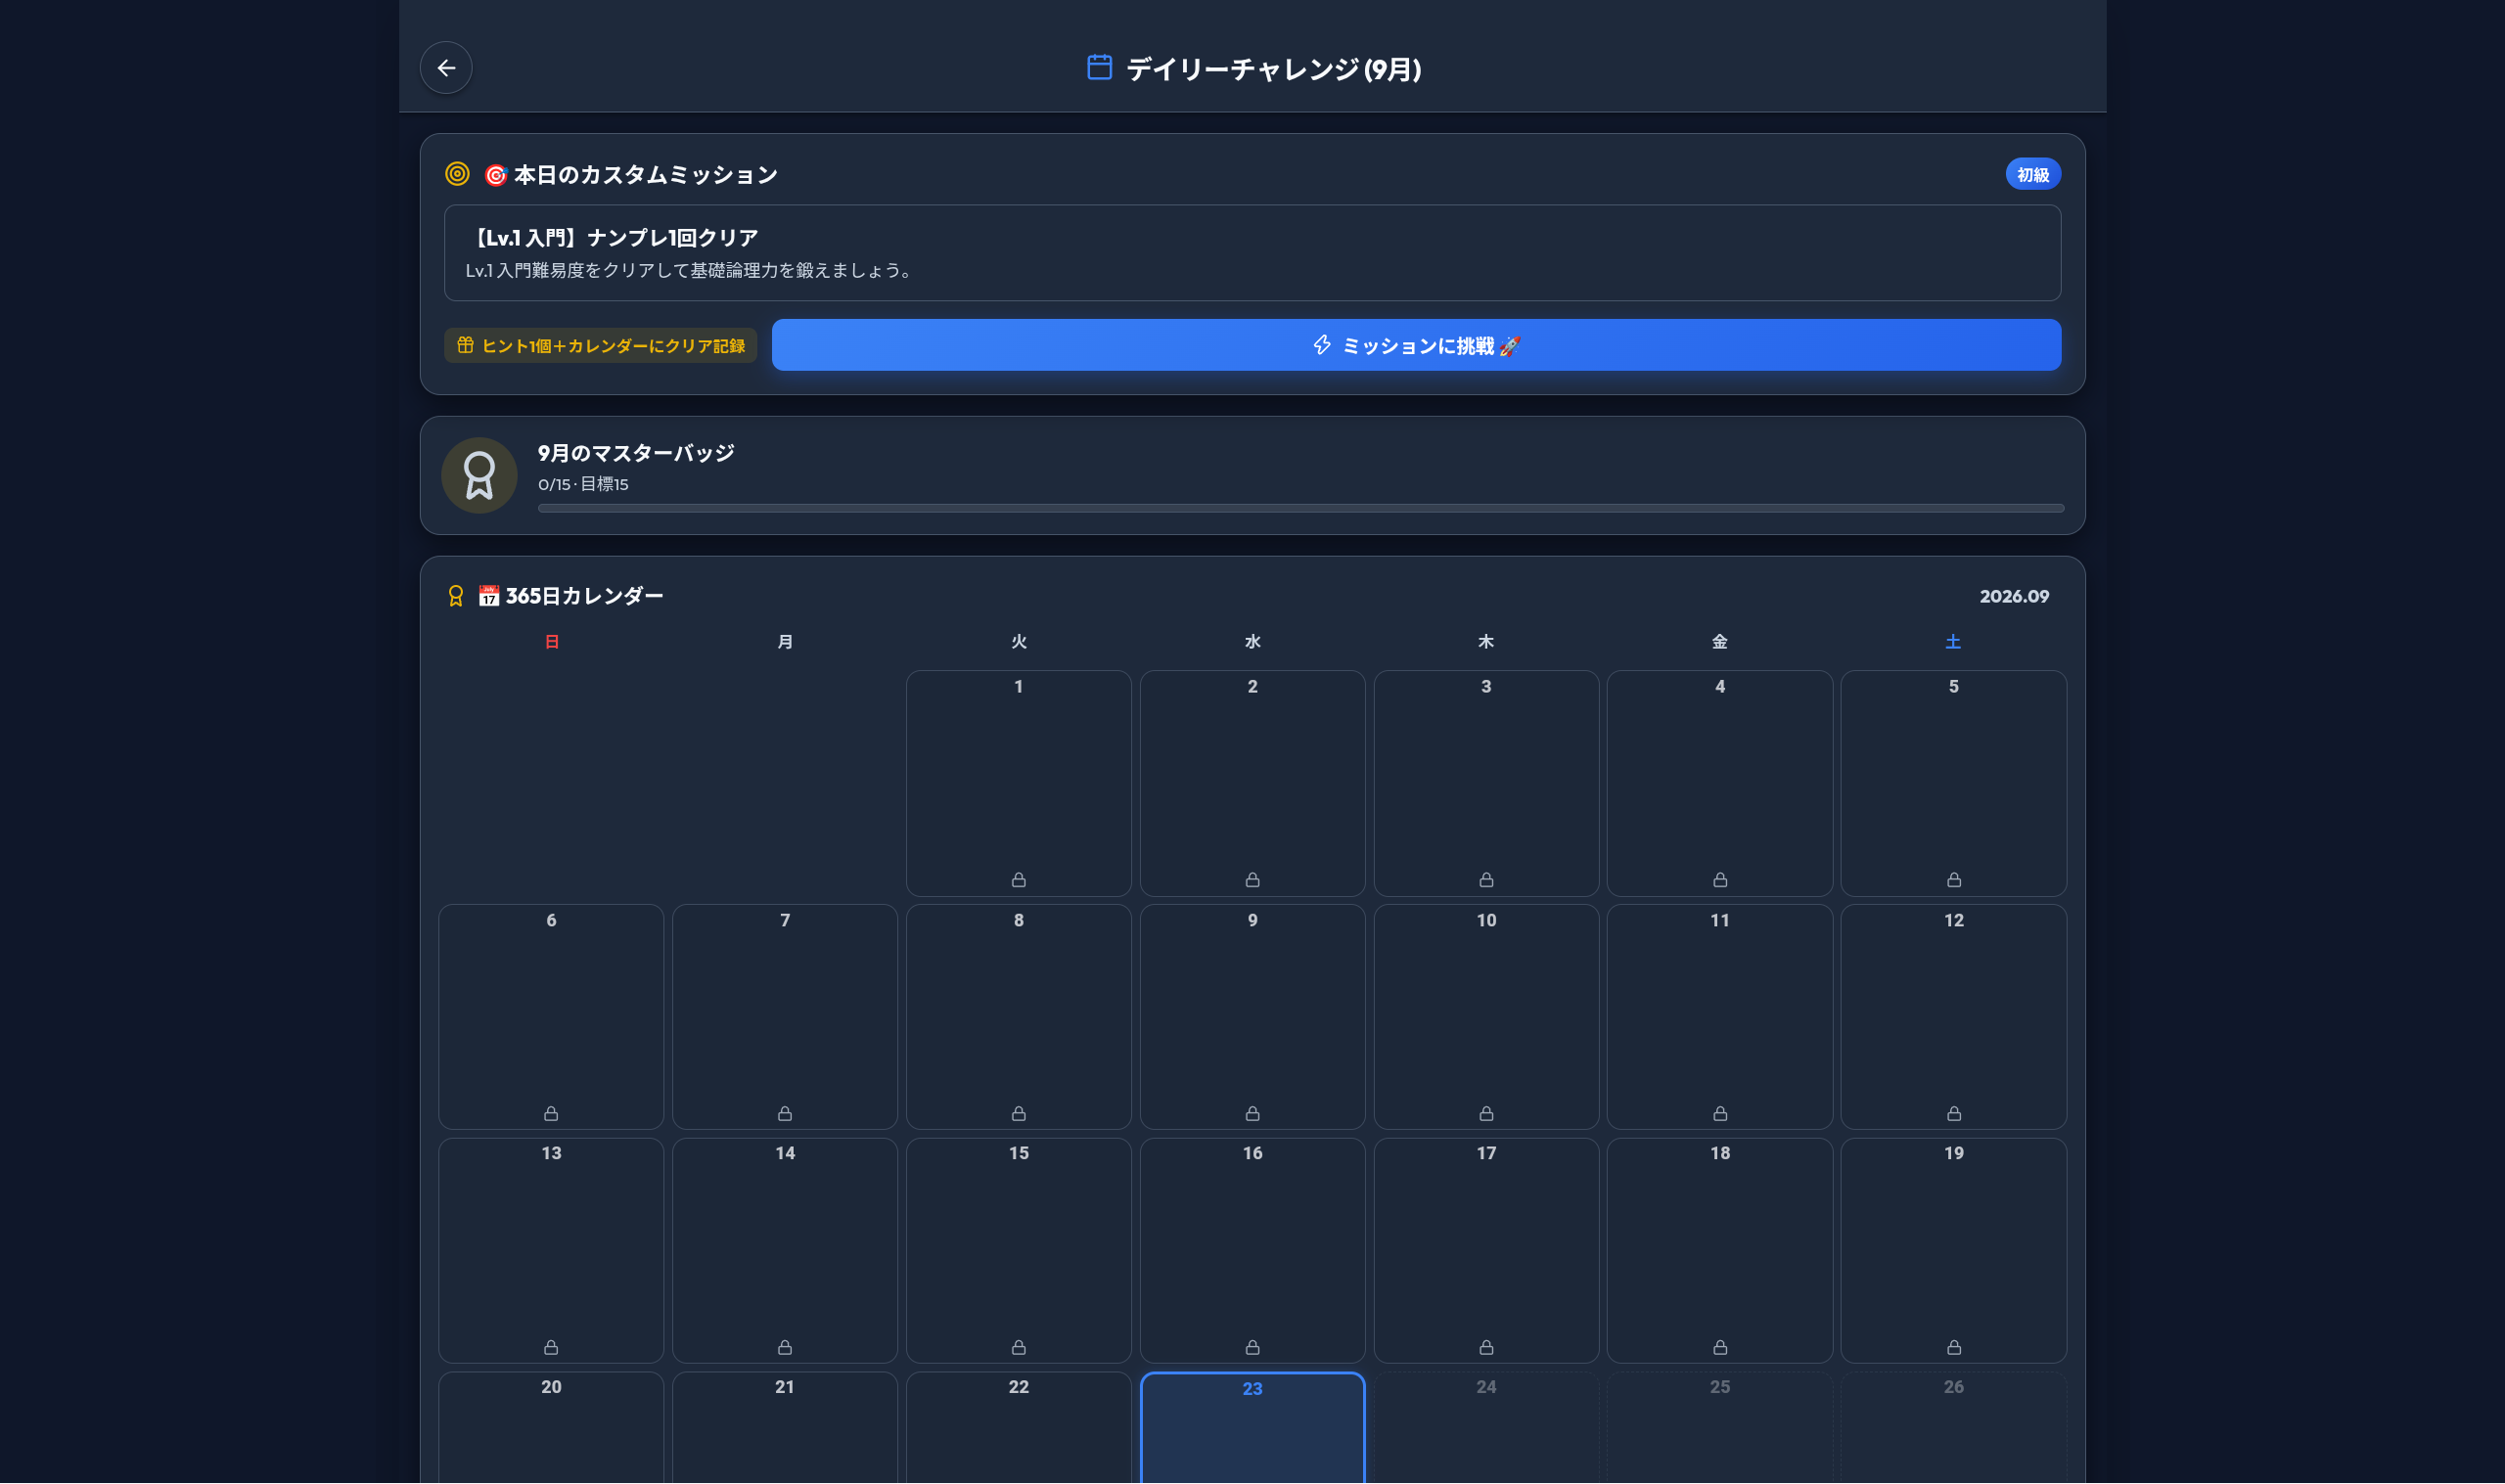 デイリーチャレンジ (9月)
🎯 本日のカスタムミッション
初級
【Lv.1 入門】ナンプレ1回クリア
Lv.1 入門難易度をクリアして基礎論理力を鍛えましょう。
ヒント1個＋カレンダーにクリア記録
ミッションに挑戦 🚀
9月のマスターバッジ
0/15 · 目標15
📅 365日カレンダー
2026.09
日 月 火 水 木 金 土
1 2 3 4 5
6 7 8 9 10 11 12
13 14 15 16 17 18 19
20 21 22 23 24 25 26